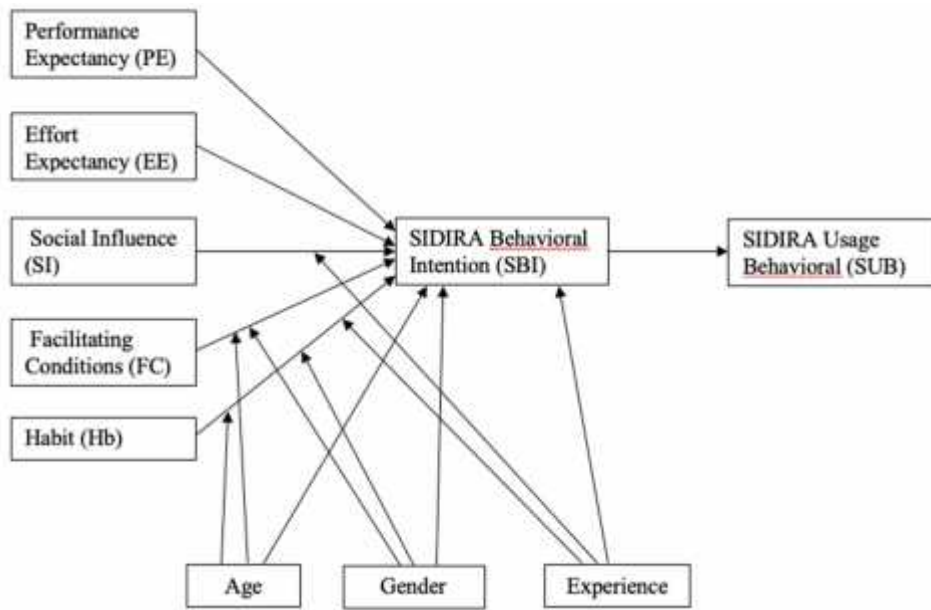 Performance
Expectancy (PE)
Effort
Expectancy (EE)
Social Influence
(SI)
SIDIRA Behavioral
Intention (SBI)
SIDIRA Usage
Behavioral (SUB)
Facilitating
Conditions (FC)
Habit (Hb)
Age
Gender
Experience